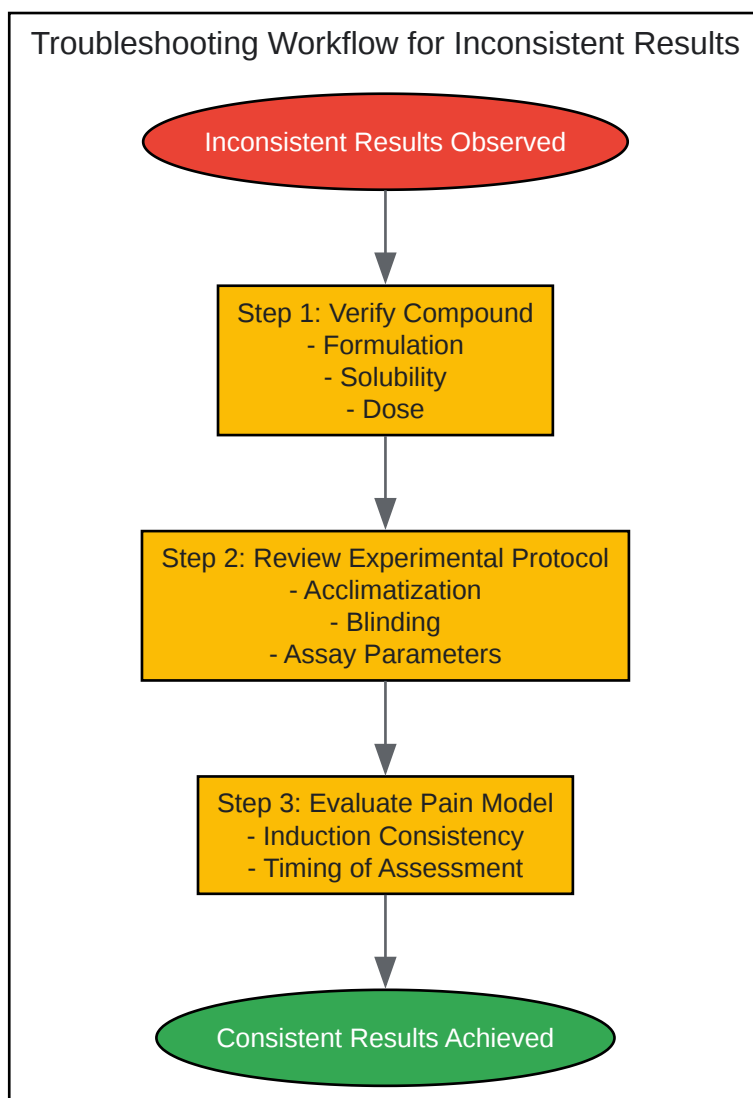 Troubleshooting Workflow for Inconsistent Results
Inconsistent Results Observed
Step 1: Verify Compound
- Formulation
- Solubility
- Dose
Step 2: Review Experimental Protocol
- Acclimatization
- Blinding
- Assay Parameters
Step 3: Evaluate Pain Model
- Induction Consistency
- Timing of Assessment
Consistent Results Achieved